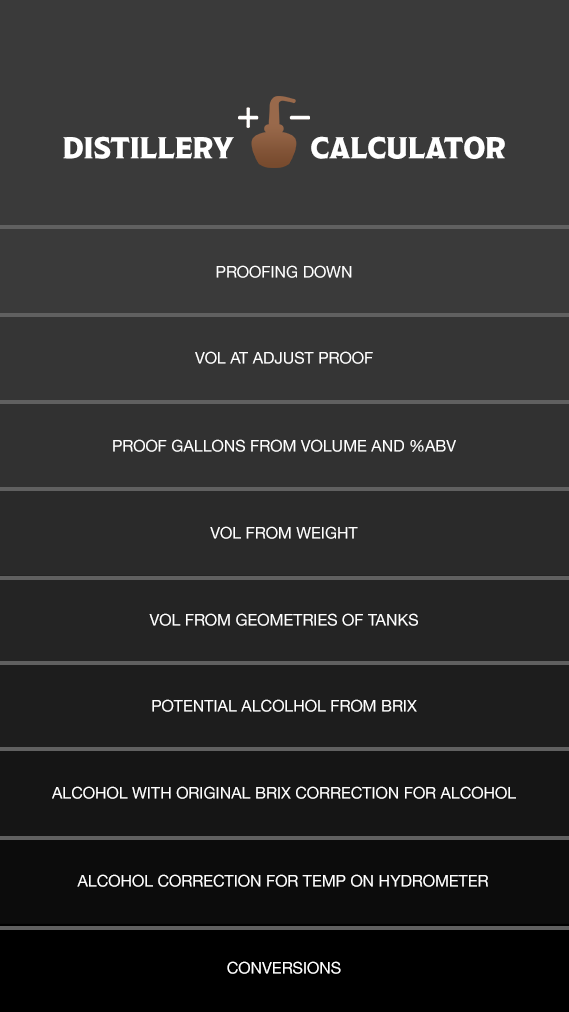 + −
DISTILLERY CALCULATOR
PROOFING DOWN
VOL AT ADJUST PROOF
PROOF GALLONS FROM VOLUME AND %ABV
VOL FROM WEIGHT
VOL FROM GEOMETRIES OF TANKS
POTENTIAL ALCOLHOL FROM BRIX
ALCOHOL WITH ORIGINAL BRIX CORRECTION FOR ALCOHOL
ALCOHOL CORRECTION FOR TEMP ON HYDROMETER
CONVERSIONS